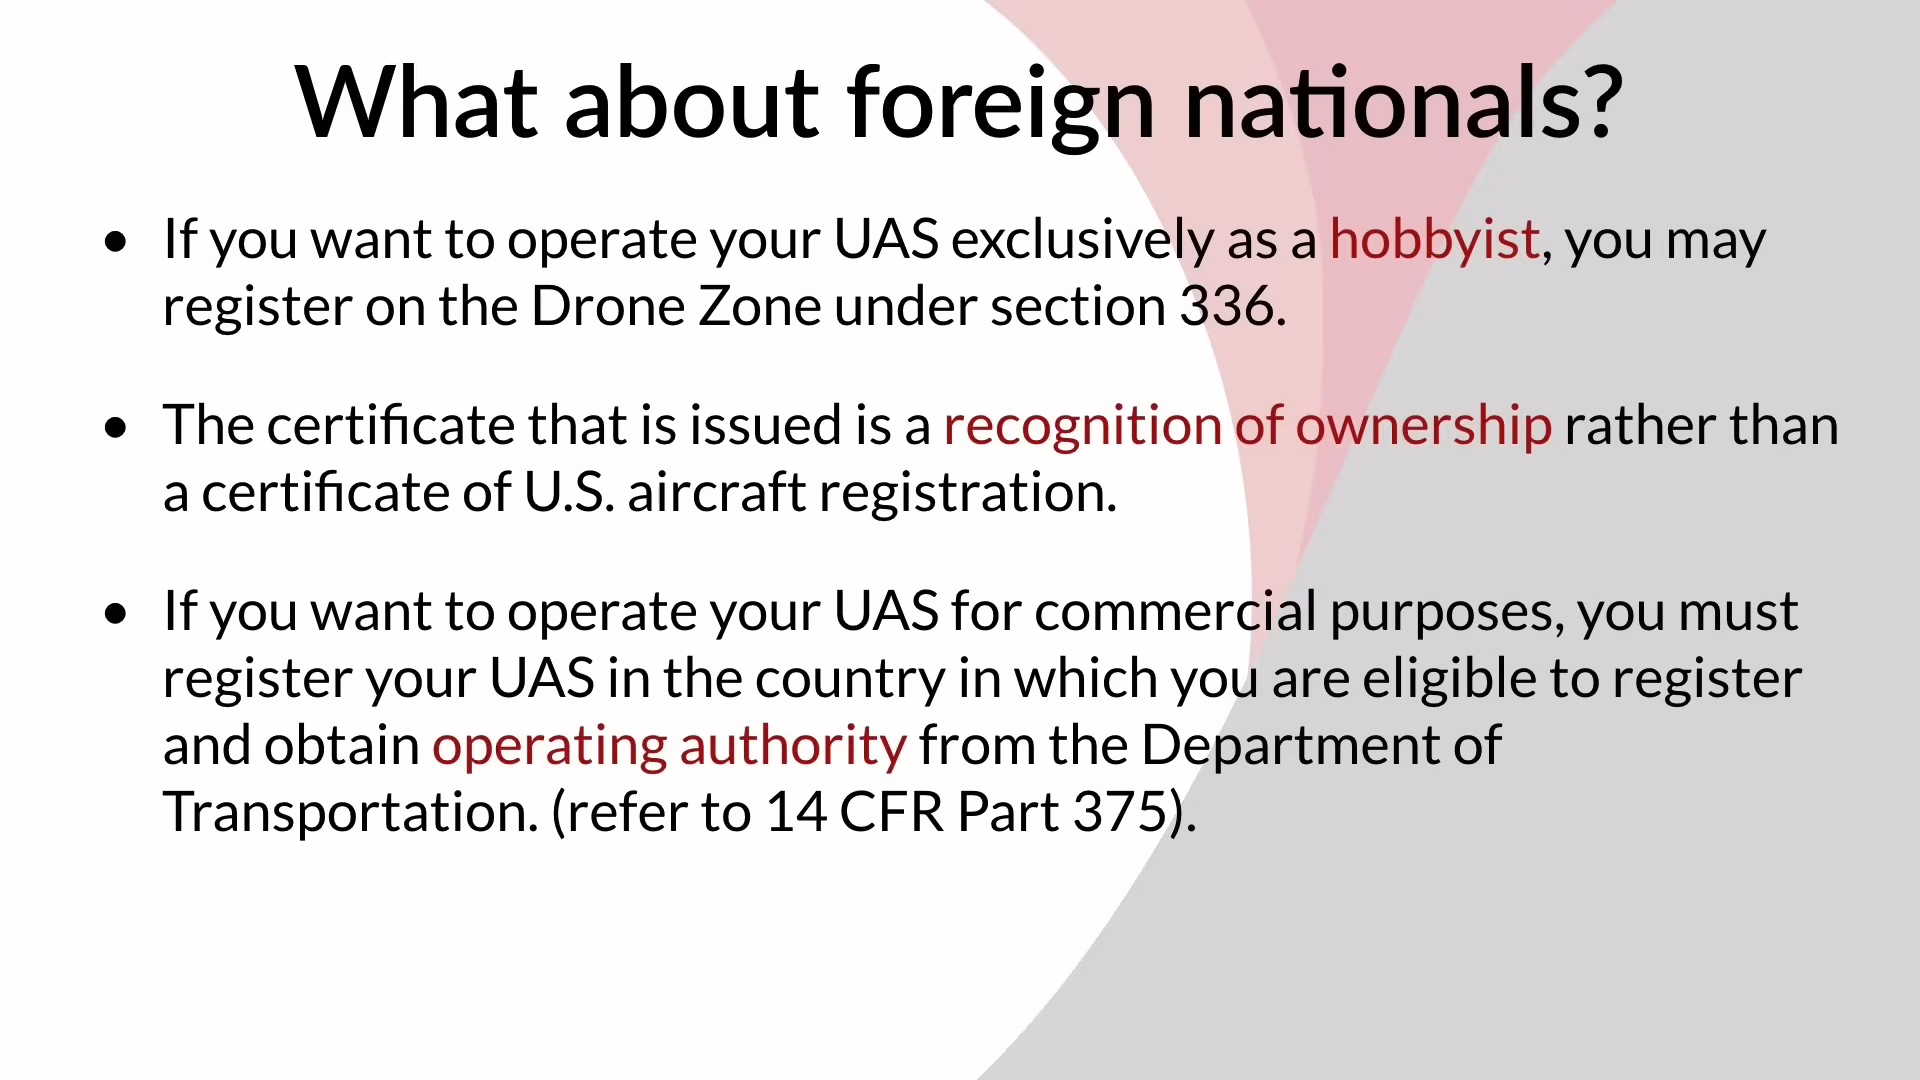 What about foreign nationals?
• If you want to operate your UAS exclusively as a hobbyist, you may
register on the Drone Zone under section 336.
• The certificate that is issued is a recognition of ownership rather than
a certificate of U.S. aircraft registration.
• If you want to operate your UAS for commercial purposes, you must
register your UAS in the country in which you are eligible to register
and obtain operating authority from the Department of
Transportation. (refer to 14 CFR Part 375).